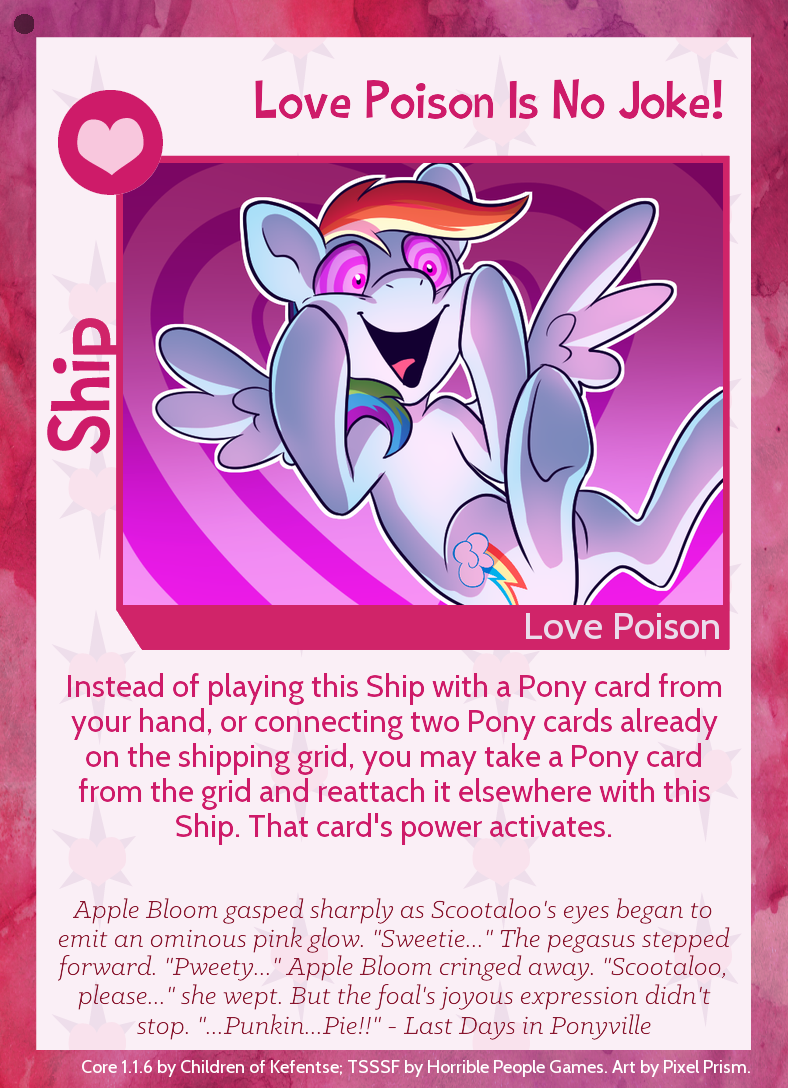 Love Poison Is No Joke!
Ship
Love Poison
Instead of playing this Ship with a Pony card from
your hand, or connecting two Pony cards already
on the shipping grid, you may take a Pony card
from the grid and reattach it elsewhere with this
Ship. That card's power activates.
Apple Bloom gasped sharply as Scootaloo's eyes began to
emit an ominous pink glow. "Sweetie..." The pegasus stepped
forward. "Pweety..." Apple Bloom cringed away. "Scootaloo,
please..." she wept. But the foal's joyous expression didn't
stop. "...Punkin...Pie!!" - Last Days in Ponyville
Core 1.1.6 by Children of Kefentse; TSSSF by Horrible People Games. Art by Pixel Prism.